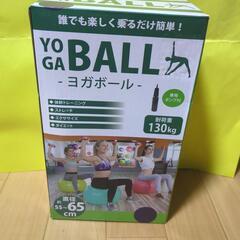 誰でも楽しく乗るだけ簡単！
YO
GA
BALL
- ヨガボール -
専用
ポンプ付
体幹トレーニング
ストレッチ
エクササイズ
ダイエット
耐荷重
130kg
直径
約
55～65
cm